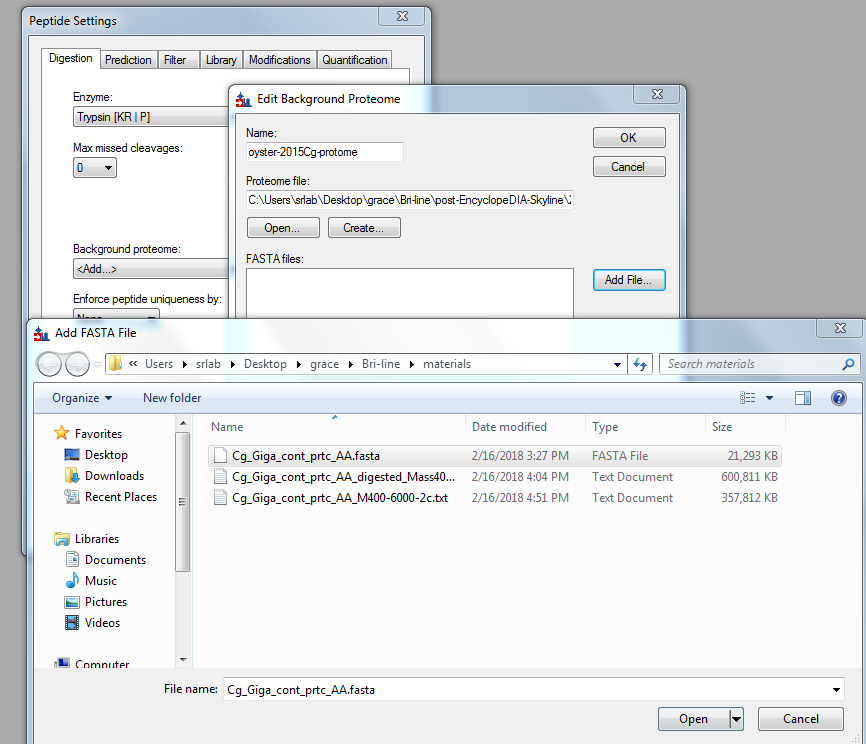 Peptide Settings
Digestion Prediction Filter Library Modifications Quantification
Enzyme:
Trypsin [KR | P]
Max missed cleavages:
0
Background proteome:
<Add...>
Enforce peptide uniqueness by:
None
Edit Background Proteome
Name:
oyster-2015Cg-protome
Proteome file:
C:\Users\srlab\Desktop\grace\Bri-line\post-EncyclopeDIA-Skyline\
Open... Create...
FASTA files:
OK
Cancel
Add File...
Add FASTA File
« Users srlab Desktop grace Bri-line materials
Search materials
Organize New folder
Favorites
Desktop
Downloads
Recent Places
Libraries
Documents
Music
Pictures
Videos
Computer
Name Date modified Type Size
Cg_Giga_cont_prtc_AA.fasta 2/16/2018 3:27 PM FASTA File 21,293 KB
Cg_Giga_cont_prtc_AA_digested_Mass40... 2/16/2018 4:04 PM Text Document 600,811 KB
Cg_Giga_cont_prtc_AA_M400-6000-2c.txt 2/16/2018 4:51 PM Text Document 357,812 KB
File name: Cg_Giga_cont_prtc_AA.fasta
Open Cancel